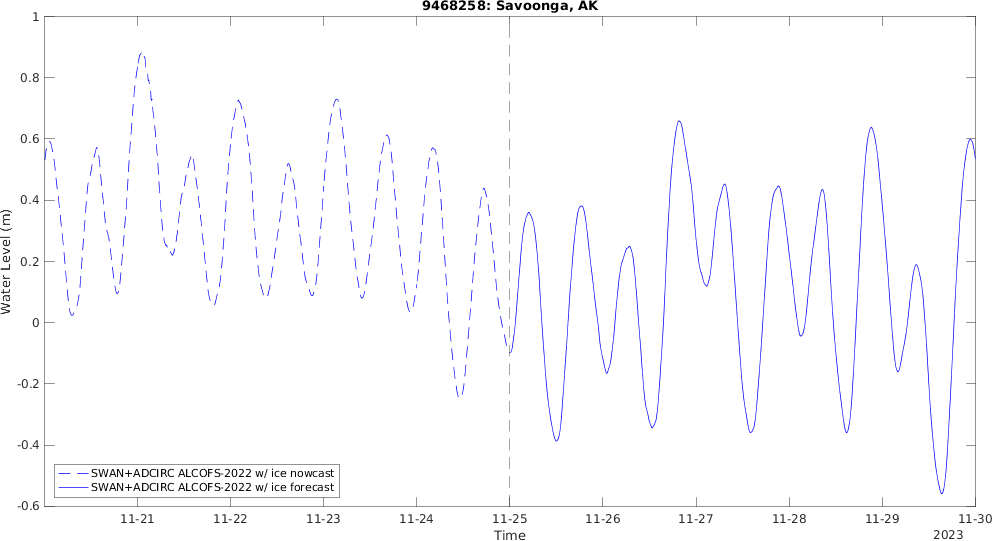 9468258: Savoonga, AK
1
0.8
0.6
0.4
0.2
0
-0.2
-0.4
-0.6
Water Level (m)
SWAN+ADCIRC ALCOFS-2022 w/ ice nowcast
SWAN+ADCIRC ALCOFS-2022 w/ ice forecast
11-21 11-22 11-23 11-24 11-25 11-26 11-27 11-28 11-29 11-30
Time
2023